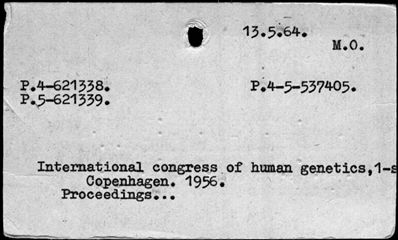 13.5.64.
M.O.
P.4-621338. P.4-5-537405.
P.5-621339.
International congress of human genetics,1-s
Copenhagen. 1956.
Proceedings...